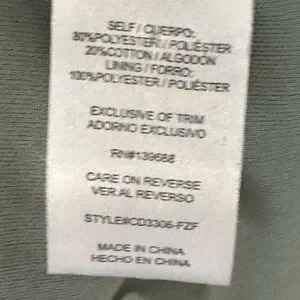 SELF / CUERPO:
80%POLYESTER / POLIÉSTER
20%COTTON / ALGODON
LINING / FORRO:
100%POLYESTER / POLIÉSTER
EXCLUSIVE OF TRIM
ADORNO EXCLUSIVO
RN#139688
CARE ON REVERSE
VER AL REVERSO
STYLE#CD3306-FZF
MADE IN CHINA
HECHO EN CHINA